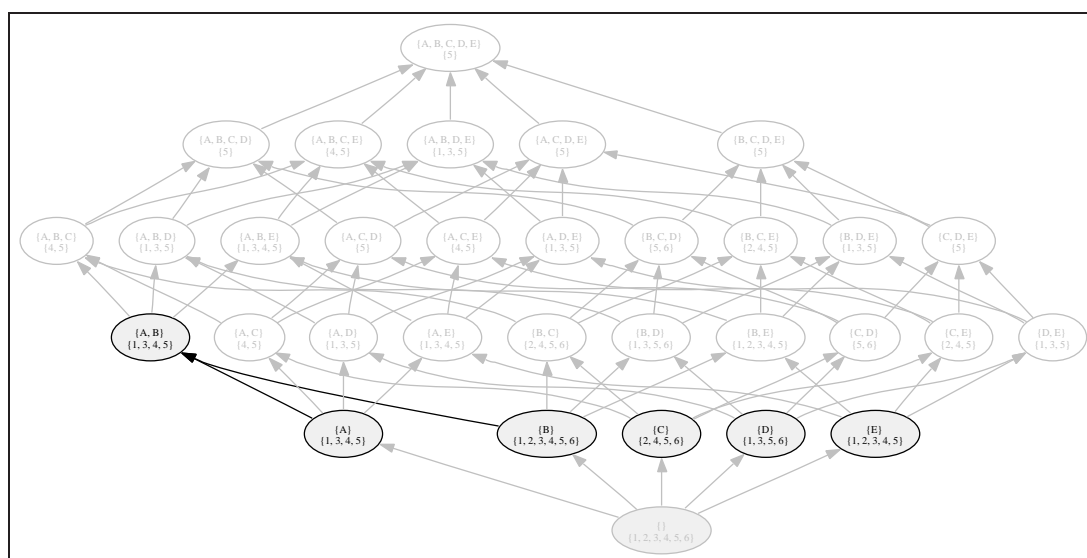 {A, B, C, D, E}
{5}
{A, B, C, D}
{5}
{A, B, C, E}
{4, 5}
{A, B, D, E}
{1, 3, 5}
{A, C, D, E}
{5}
{B, C, D, E}
{5}
{A, B, C}
{4, 5}
{A, B, D}
{1, 3, 5}
{A, B, E}
{1, 3, 4, 5}
{A, C, D}
{5}
{A, C, E}
{4, 5}
{A, D, E}
{1, 3, 5}
{B, C, D}
{5, 6}
{B, C, E}
{2, 4, 5}
{B, D, E}
{1, 3, 5}
{C, D, E}
{5}
{A, B}
{1, 3, 4, 5}
{A, C}
{4, 5}
{A, D}
{1, 3, 5}
{A, E}
{1, 3, 4, 5}
{B, C}
{2, 4, 5, 6}
{B, D}
{1, 3, 5, 6}
{B, E}
{1, 2, 3, 4, 5}
{C, D}
{5, 6}
{C, E}
{2, 4, 5}
{D, E}
{1, 3, 5}
{A}
{1, 3, 4, 5}
{B}
{1, 2, 3, 4, 5, 6}
{C}
{2, 4, 5, 6}
{D}
{1, 3, 5, 6}
{E}
{1, 2, 3, 4, 5}
{}
{1, 2, 3, 4, 5, 6}